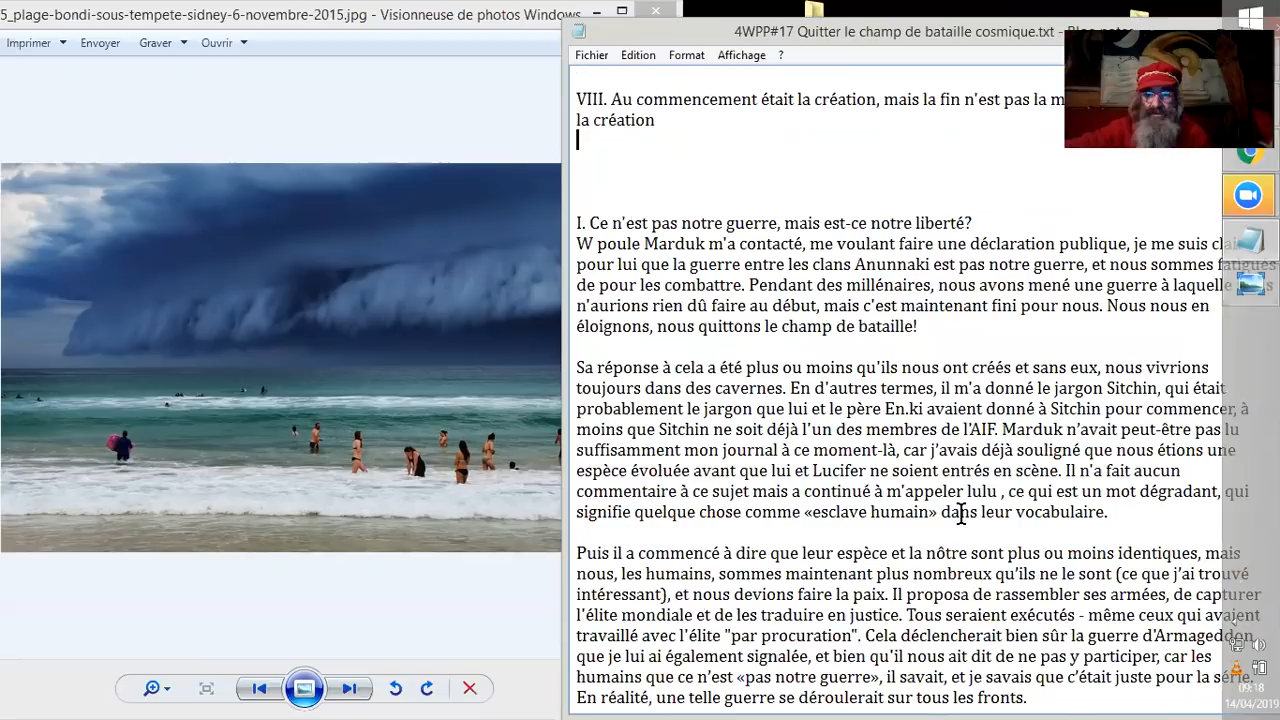 5_plage-bondi-sous-tempete-sidney-6-novembre-2015.jpg - Visionneuse de photos Windows
Imprimer Envoyer Graver Ouvrir
4WPP#17 Quitter le champ de bataille cosmique.txt -
Fichier Edition Format Affichage ?
VIII. Au commencement était la création, mais la fin n'est pas la
la création
I. Ce n'est pas notre guerre, mais est-ce notre liberté?
W poule Marduk m'a contacté, me voulant faire une déclaration publique, je me suis
pour lui que la guerre entre les clans Anunnaki est pas notre guerre, et nous sommes fatigués
de pour les combattre. Pendant des millénaires, nous avons mené une guerre à laquelle
n'aurions rien dû faire au début, mais c'est maintenant fini pour nous. Nous nous en
éloignons, nous quittons le champ de bataille!
Sa réponse à cela a été plus ou moins qu'ils nous ont créés et sans eux, nous vivrions
toujours dans des cavernes. En d'autres termes, il m'a donné le jargon Sitchin, qui était
probablement le jargon que lui et le père En.ki avaient donné à Sitchin pour commencer, à
moins que Sitchin ne soit déjà l'un des membres de l'AIF. Marduk n’avait peut-être pas lu
suffisamment mon journal à ce moment-là, car j’avais déjà souligné que nous étions une
espèce évoluée avant que lui et Lucifer ne soient entrés en scène. Il n'a fait aucun
commentaire à ce sujet mais a continué à m'appeler lulu , ce qui est un mot dégradant, qui
signifie quelque chose comme «esclave humain» dans leur vocabulaire.
Puis il a commencé à dire que leur espèce et la nôtre sont plus ou moins identiques, mais
nous, les humains, sommes maintenant plus nombreux qu’ils ne le sont (ce que j’ai trouvé
intéressant), et nous devions faire la paix. Il proposa de rassembler ses armées, de capturer
l'élite mondiale et de les traduire en justice. Tous seraient exécutés - même ceux qui avaient
travaillé avec l'élite "par procuration". Cela déclencherait bien sûr la guerre d'Armageddon
que je lui ai également signalée, et bien qu'il nous ait dit de ne pas y participer, car les
humains que ce n’est «pas notre guerre», il savait, et je savais que c’était juste pour la série.
En réalité, une telle guerre se déroulerait sur tous les fronts.
09:18
14/04/2019